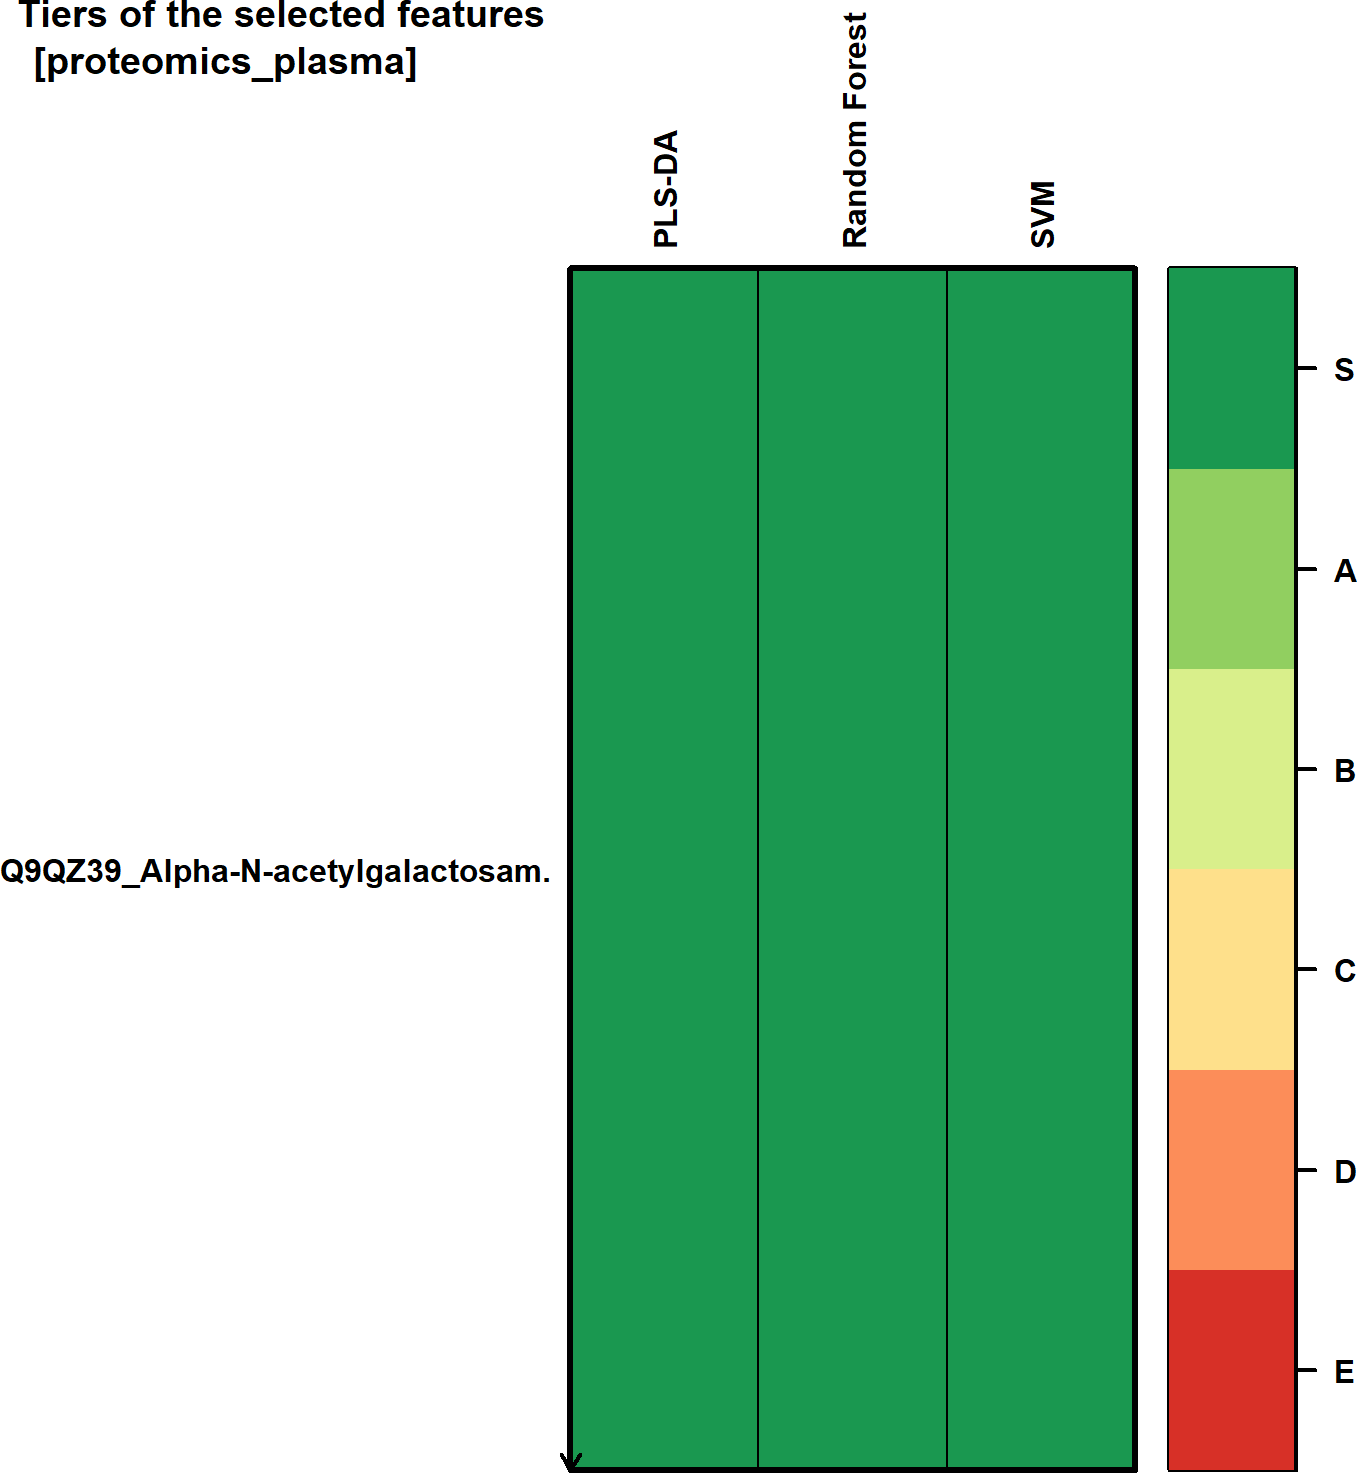 Tiers of the selected features
[proteomics_plasma]
PLS-DA
Random Forest
SVM
Q9QZ39_Alpha-N-acetylgalactosam.
S
A
B
C
D
E